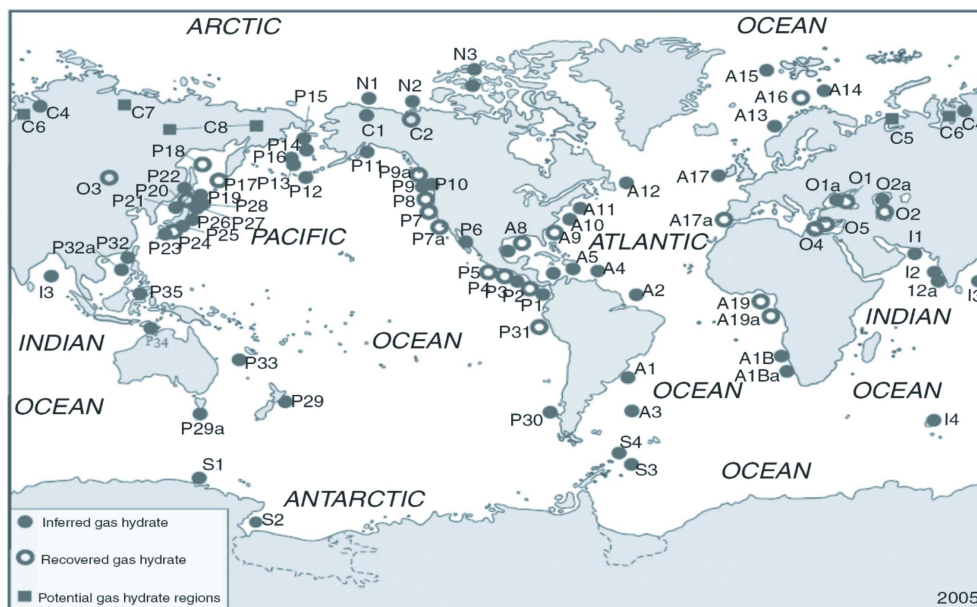 ARCTIC
OCEAN
N3
A15
N1
N2
P15
A16
A14
C4
C7
C6
C8
C1
C2
A13
C5
C4
C6
P14
P18
P16
P11
P9a
P22
O3
P17
P13
P12
P9
P10
A12
A17
O1a
O1
O2a
P20
P19
P8
P21
P28
A11
A17a
O2
P26
P27
P7
A10
P25
PACIFIC
P7a
P6
A8
A9
ATLANTIC
O4
O5
P23
P24
P32a
P32
I1
I3
P35
P5
P4
P3
P2
P1
A5
A4
A2
I2
12a
I3
A19
A19a
INDIAN
P34
OCEAN
P31
INDIAN
P33
A1B
A1
A1Ba
OCEAN
OCEAN
OCEAN
P29
P29a
P30
A3
I4
S1
S4
S3
OCEAN
ANTARCTIC
S2
Inferred gas hydrate
Recovered gas hydrate
Potential gas hydrate regions
2005